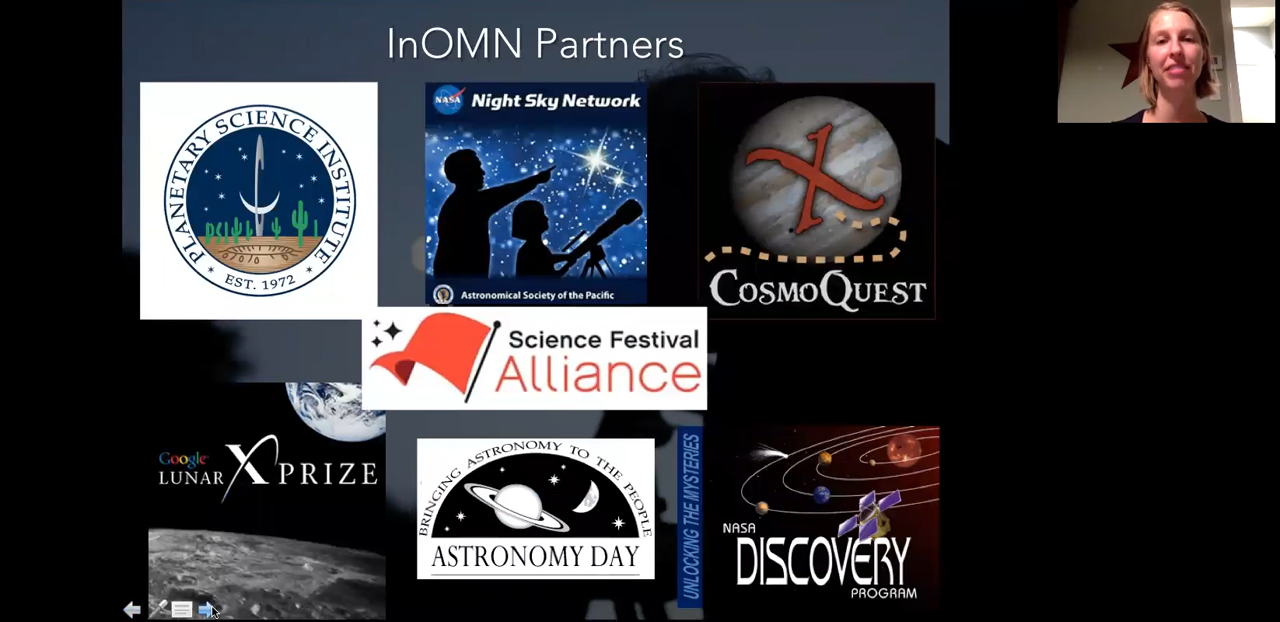 InOMN Partners
PLANETARY SCIENCE INSTITUTE
PSI
EST. 1972
NASA
Night Sky Network
Astronomical Society of the Pacific
X
COSMOQUEST
Science Festival
Alliance
Google
LUNAR X PRIZE
BRINGING ASTRONOMY TO THE PEOPLE
ASTRONOMY DAY
UNLOCKING THE MYSTERIES
NASA
DISCOVERY
PROGRAM